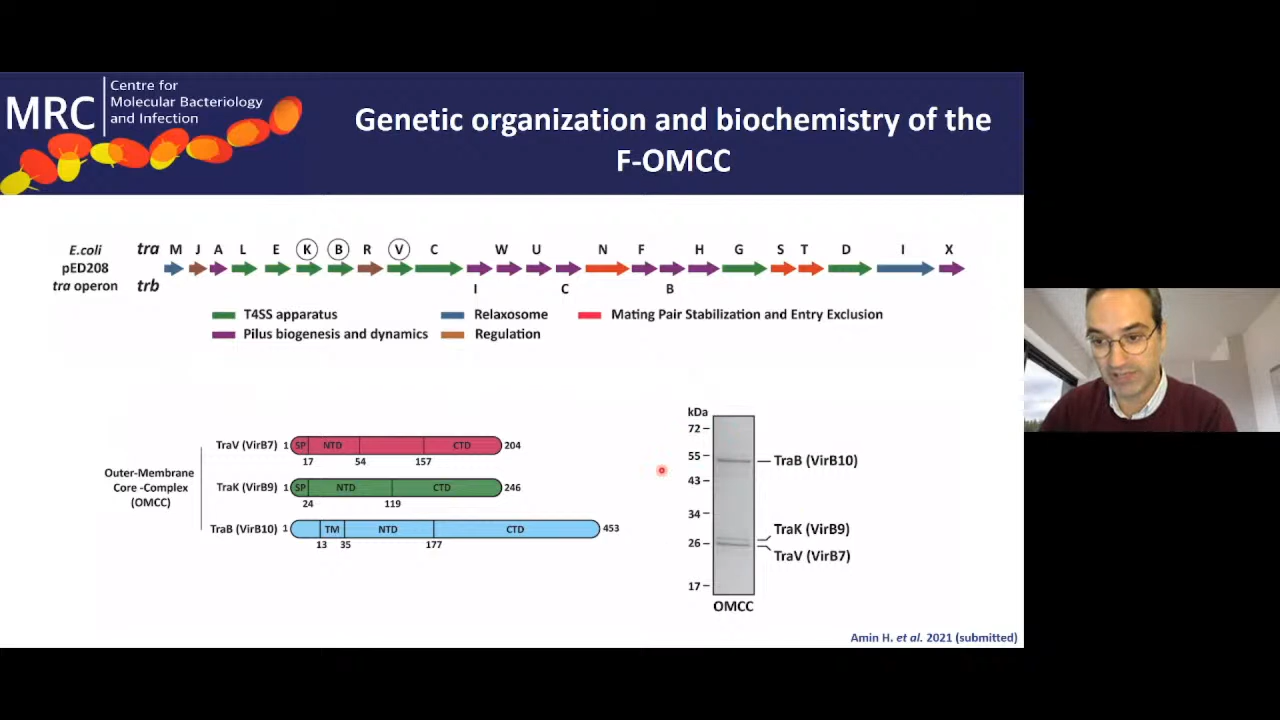 MRC
Centre for
Molecular Bacteriology
and Infection
Genetic organization and biochemistry of the
F-OMCC
E.coli
pED208
tra operon
tra M J A L E K B R V C W U N F H G S T D I X
trb I C B
T4SS apparatus
Relaxosome
Mating Pair Stabilization and Entry Exclusion
Pilus biogenesis and dynamics
Regulation
Outer-Membrane
Core -Complex
(OMCC)
TraV (VirB7) 1 SP NTD CTD 204
17 54 157
TraK (VirB9) 1 SP NTD CTD 246
24 119
TraB (VirB10) 1 TM NTD CTD 453
13 35 177
kDa
72
55
43
34
26
17
TraB (VirB10)
TraK (VirB9)
TraV (VirB7)
OMCC
Amin H. et al. 2021 (submitted)